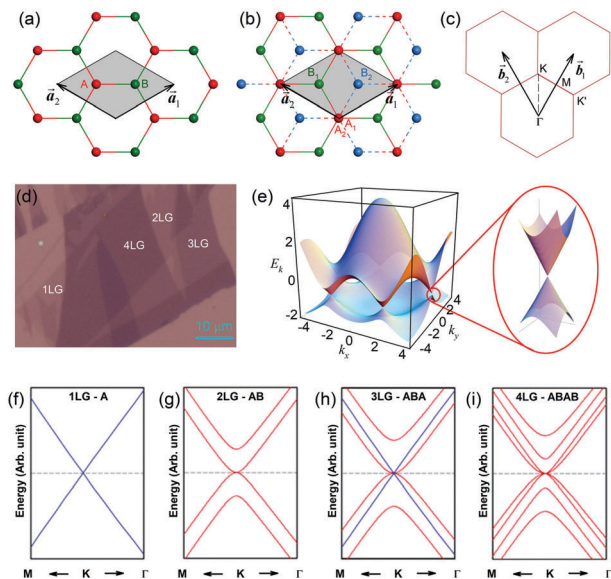 (a)
A
B
a⃗₂
a⃗₁
(b)
B₁
B₂
a⃗₂
a⃗₁
A₁
A₂
(c)
b⃗₂
K
b⃗₁
M
K'
Γ
(d)
2LG
4LG
3LG
1LG
10 μm
(e)
4
2
Eₖ
0
-2
-4 -2 0 2 4
kₓ
4
2
0
-2
-4
k_y
(f)
1LG - A
Energy (Arb. unit)
M ← K → Γ
(g)
2LG - AB
Energy (Arb. unit)
M ← K → Γ
(h)
3LG - ABA
Energy (Arb. unit)
M ← K → Γ
(i)
4LG - ABAB
Energy (Arb. unit)
M ← K → Γ